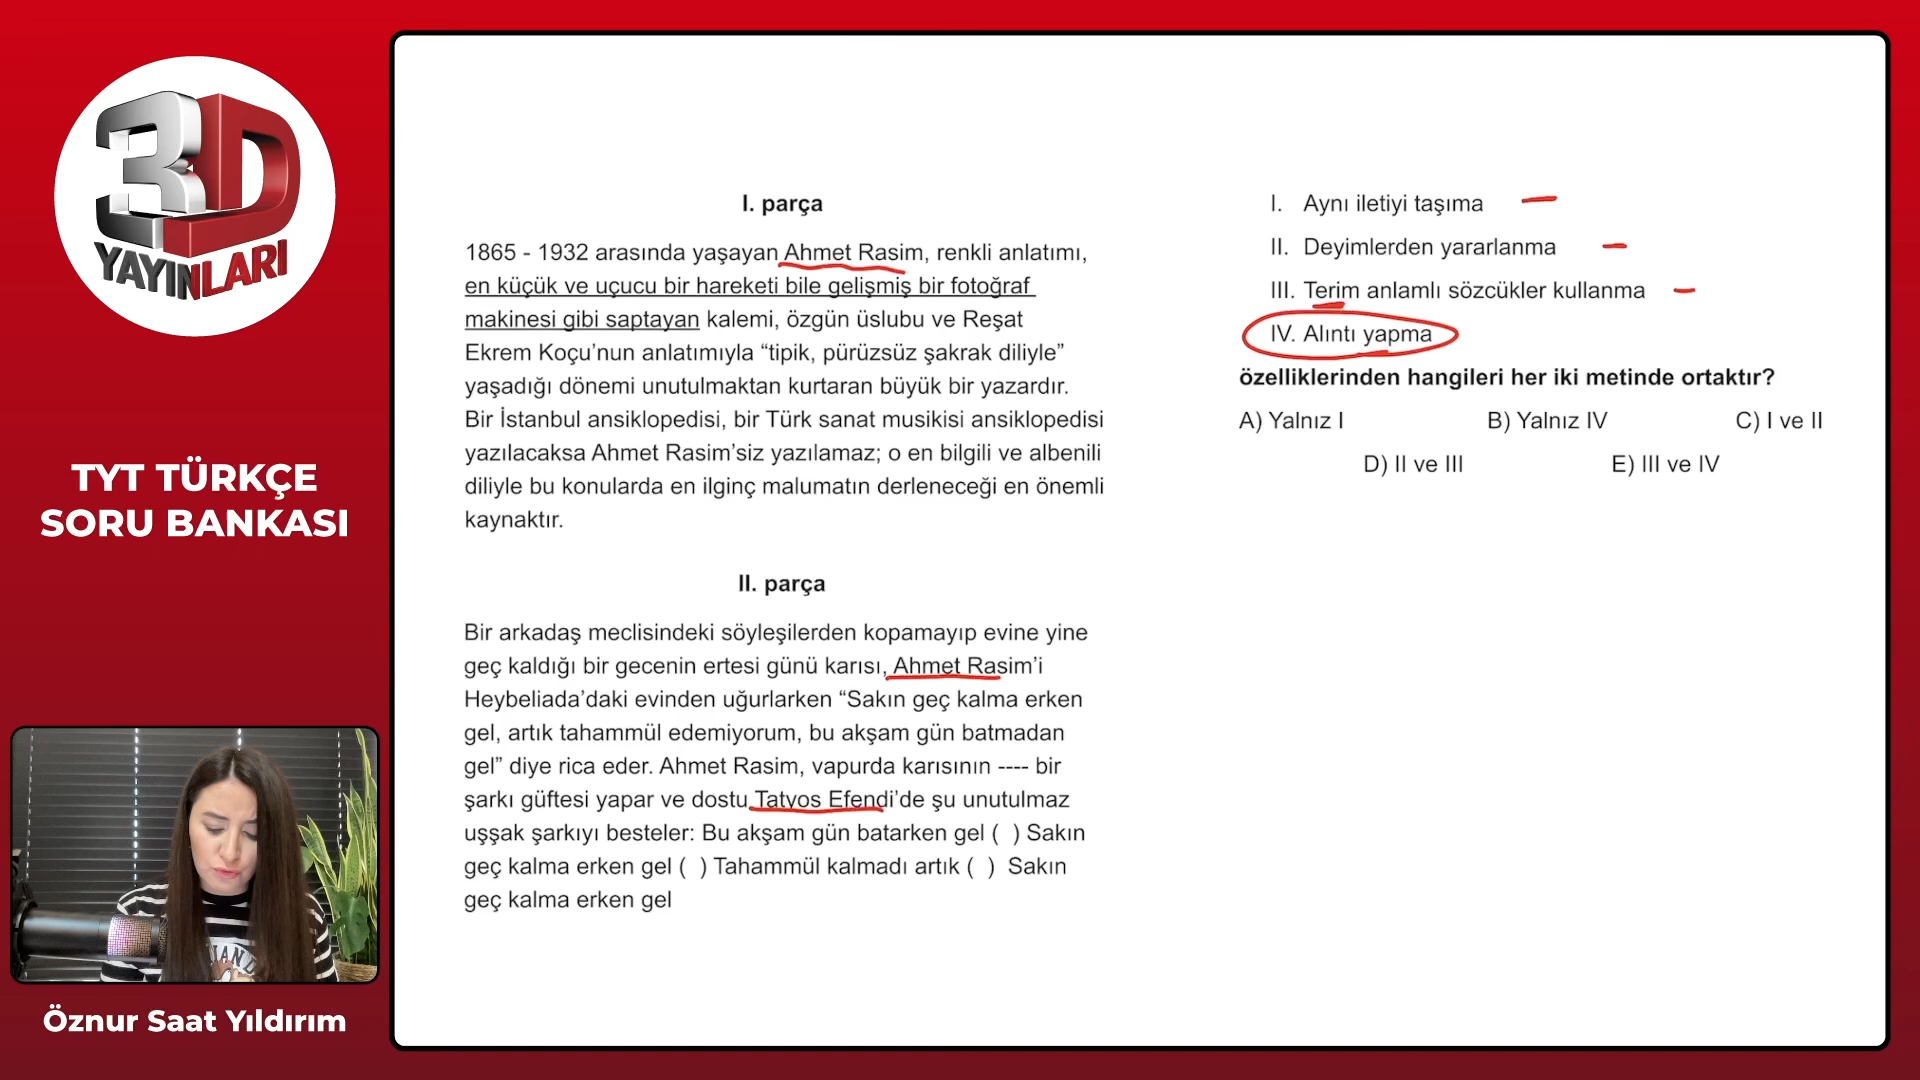 3D
YAYINLARI
TYT TÜRKÇE
SORU BANKASI
Öznur Saat Yıldırım
I. parça
1865 - 1932 arasında yaşayan Ahmet Rasim, renkli anlatımı,
en küçük ve uçucu bir hareketi bile gelişmiş bir fotoğraf
makinesi gibi saptayan kalemi, özgün üslubu ve Reşat
Ekrem Koçu’nun anlatımıyla “tipik, pürüzsüz şakrak diliyle”
yaşadığı dönemi unutulmaktan kurtaran büyük bir yazardır.
Bir İstanbul ansiklopedisi, bir Türk sanat musikisi ansiklopedisi
yazılacaksa Ahmet Rasim’siz yazılamaz; o en bilgili ve albenili
diliyle bu konularda en ilginç malumatın derleneceği en önemli
kaynaktır.
II. parça
Bir arkadaş meclisindeki söyleşilerden kopamayıp evine yine
geç kaldığı bir gecenin ertesi günü karısı, Ahmet Rasim’i
Heybeliada’daki evinden uğurlarken “Sakın geç kalma erken
gel, artık tahammül edemiyorum, bu akşam gün batmadan
gel” diye rica eder. Ahmet Rasim, vapurda karısının ---- bir
şarkı güftesi yapar ve dostu Tatyos Efendi’de şu unutulmaz
uşşak şarkıyı besteler: Bu akşam gün batarken gel ( ) Sakın
geç kalma erken gel ( ) Tahammül kalmadı artık ( ) Sakın
geç kalma erken gel
I. Aynı iletiyi taşıma
II. Deyimlerden yararlanma
III. Terim anlamlı sözcükler kullanma
IV. Alıntı yapma
özelliklerinden hangileri her iki metinde ortaktır?
A) Yalnız I B) Yalnız IV C) I ve II
D) II ve III E) III ve IV